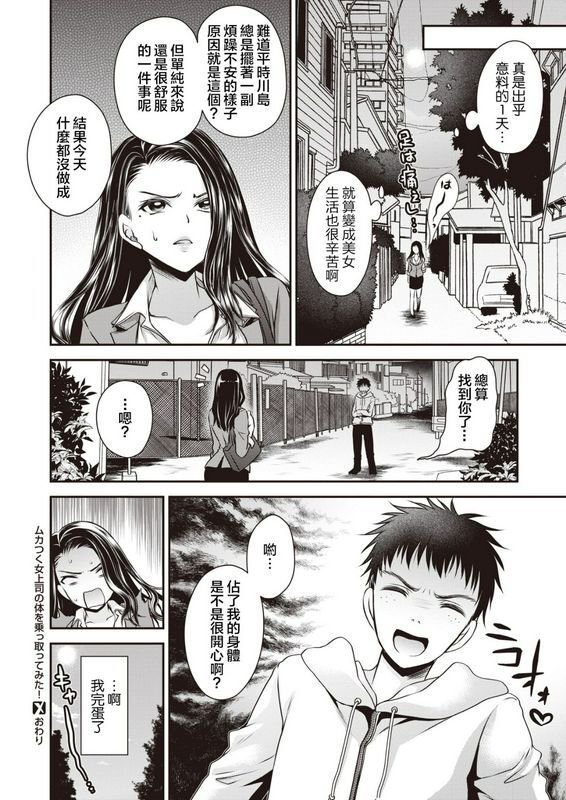 真是出乎
意料的1天…
はー
足は痛えし…
就算變成美女
生活也很辛苦啊
難道平時川島
總是擺著一副
煩躁不安的樣子
原因就是這個?
但單純來說
還是很舒服
的一件事呢
結果今天
什麼都沒做成
總算
找到你了…
…嗯?
喲…
佔了我的身體
是不是很開心啊?
…啊
我完蛋了
キャー…
ムカつく女上司の体を乗っ取ってみた!
おわり